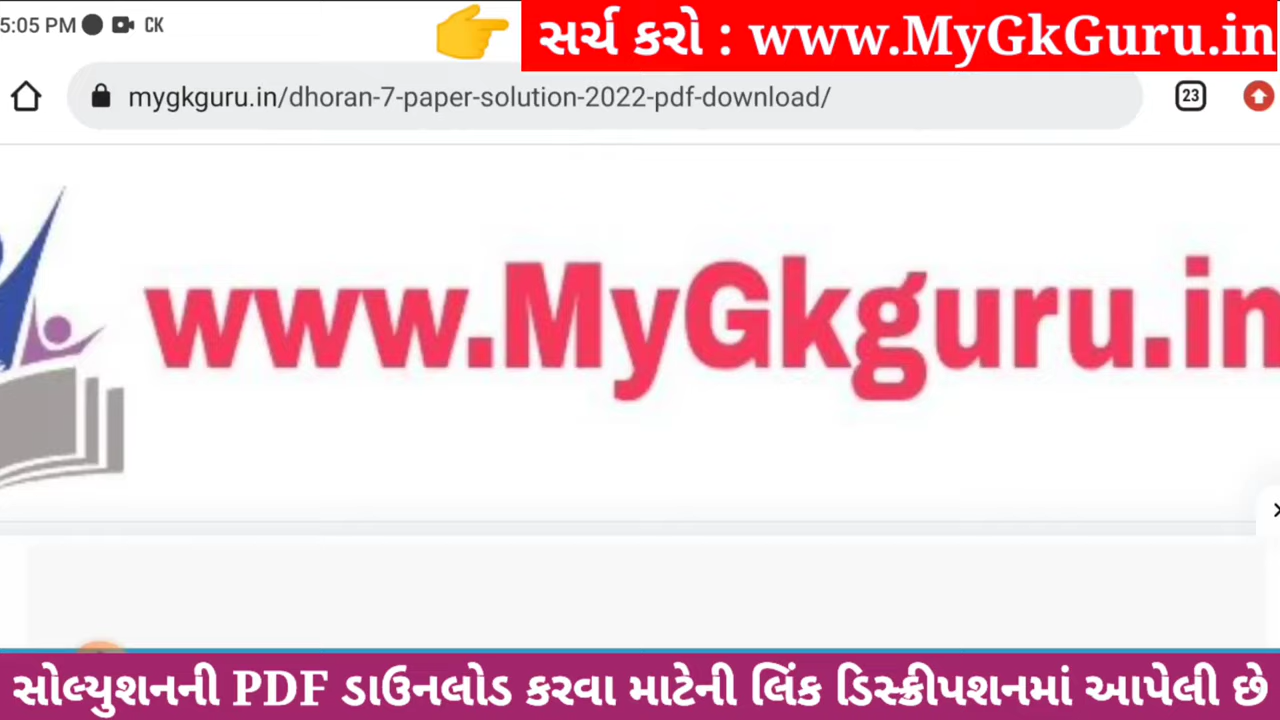 5:05 PM CK
સર્ચ કરો : www.MyGkGuru.in
mygkguru.in/dhoran-7-paper-solution-2022-pdf-download/
23
www.MyGkguru.in
સોલ્યુશનની PDF ડાઉનલોડ કરવા માટેની લિંક ડિસ્ક્રીપશનમાં આપેલી છે